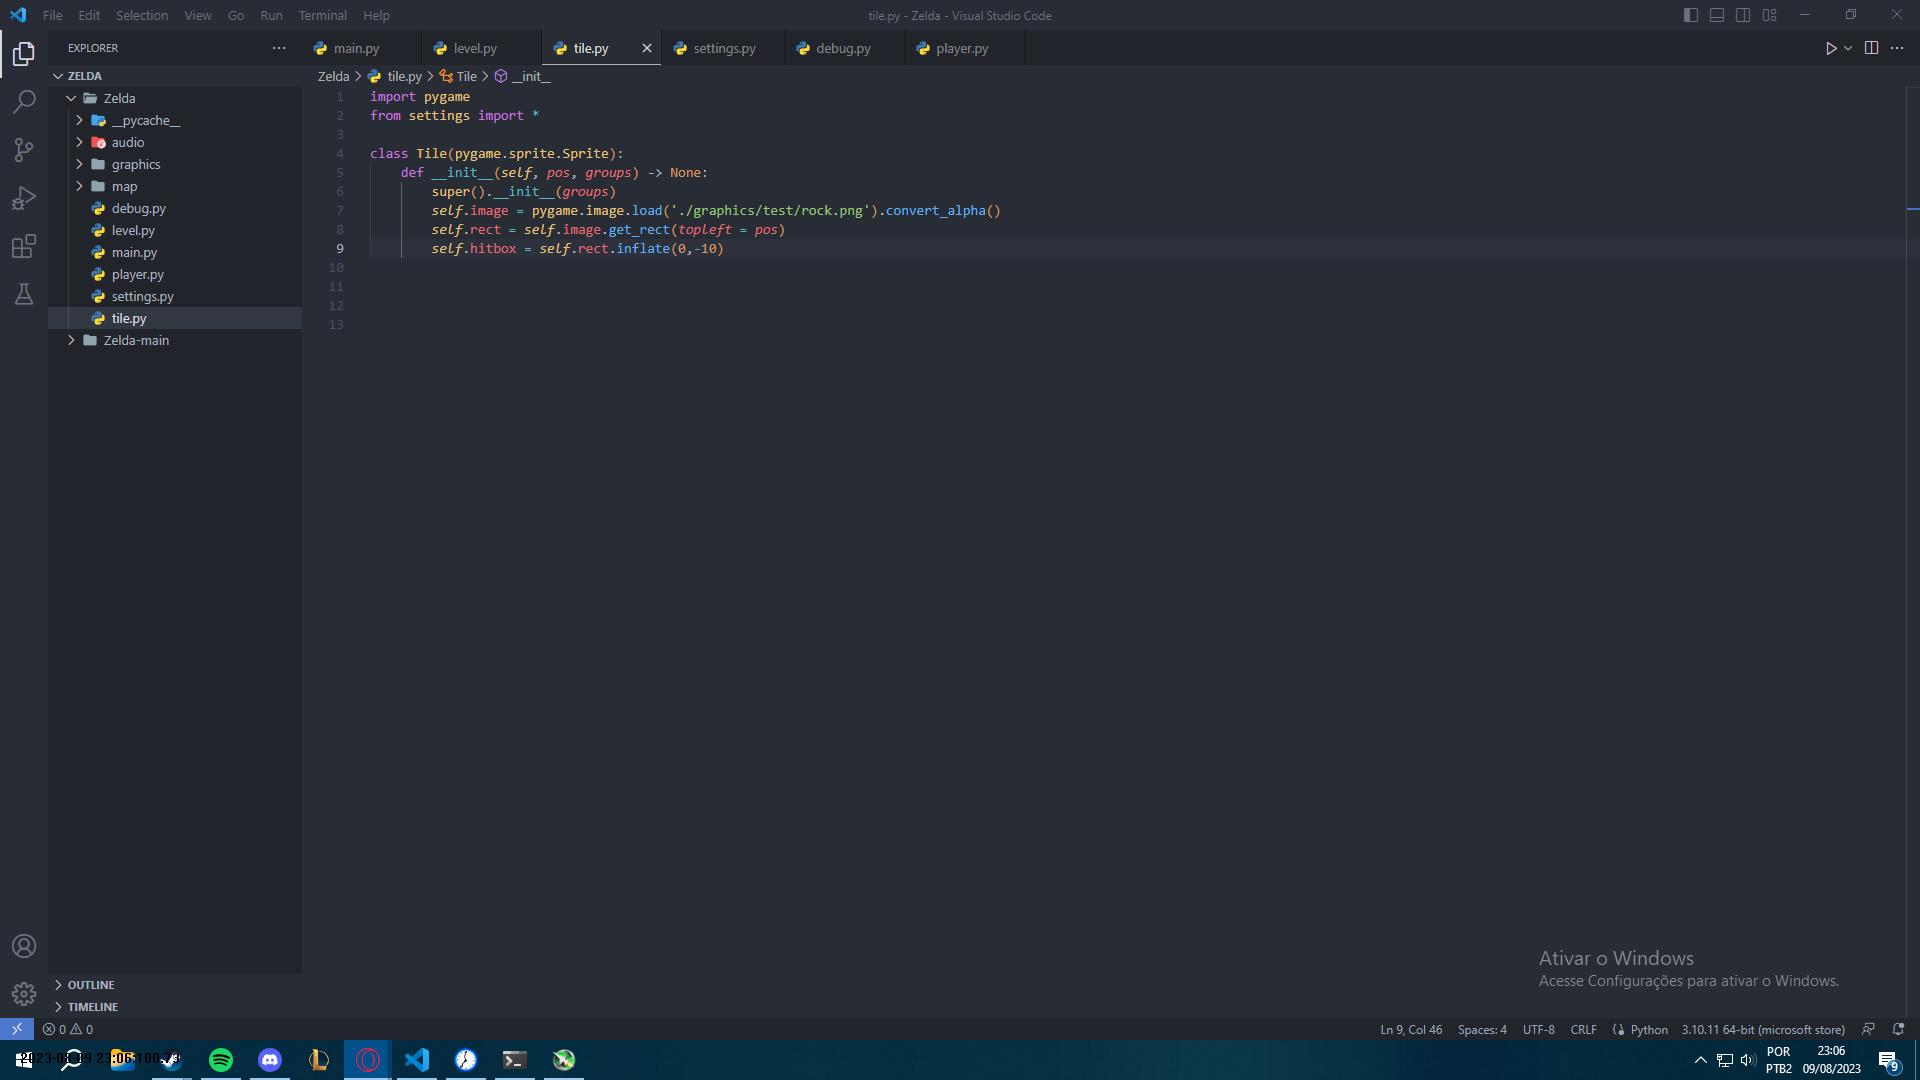 File Edit Selection View Go Run Terminal Help
tile.py - Zelda - Visual Studio Code
EXPLORER
main.py level.py tile.py settings.py debug.py player.py
ZELDA
Zelda
__pycache__
audio
graphics
map
debug.py
level.py
main.py
player.py
settings.py
tile.py
Zelda-main
OUTLINE
TIMELINE
Zelda > tile.py > Tile > __init__
1 import pygame
2 from settings import *
3
4 class Tile(pygame.sprite.Sprite):
5 def __init__(self, pos, groups) -> None:
6 super().__init__(groups)
7 self.image = pygame.image.load('./graphics/test/rock.png').convert_alpha()
8 self.rect = self.image.get_rect(topleft = pos)
9 self.hitbox = self.rect.inflate(0,-10)
10
11
12
13
Ativar o Windows
Acesse Configurações para ativar o Windows.
0 0
Ln 9, Col 46 Spaces: 4 UTF-8 CRLF Python 3.10.11 64-bit (microsoft store)
POR
PTB2
23:06
09/08/2023
9